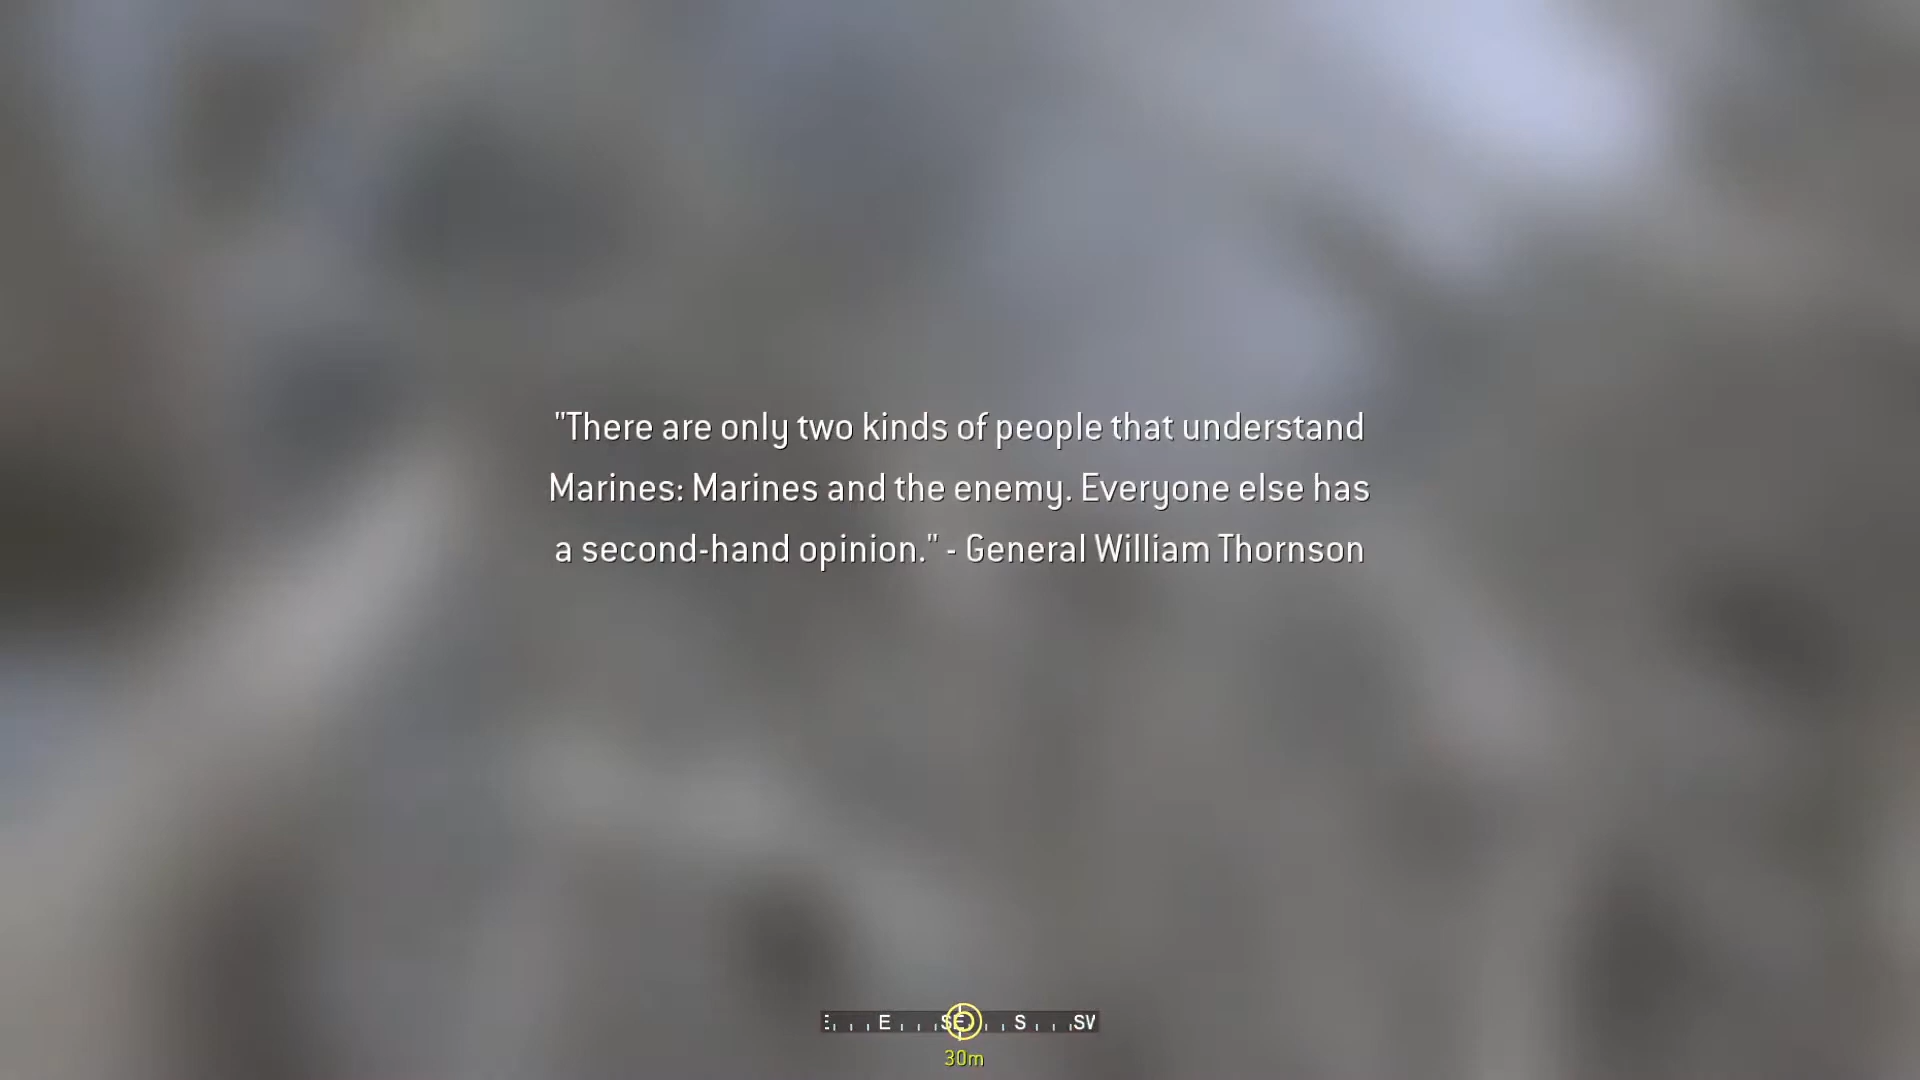 "There are only two kinds of people that understand
Marines: Marines and the enemy. Everyone else has
a second-hand opinion." - General William Thornson
E SE S SW
30m